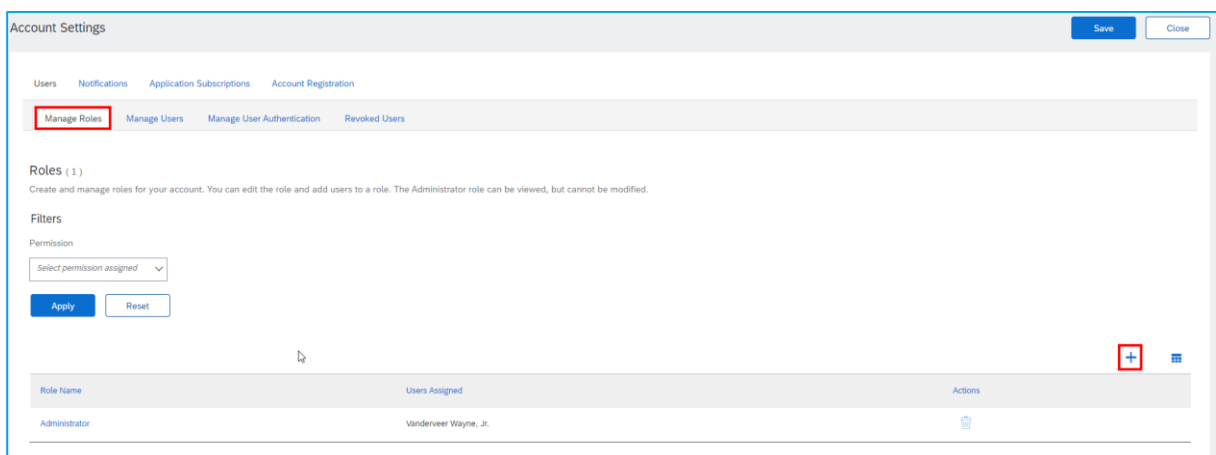 Account Settings
Save
Close
Users
Notifications
Application Subscriptions
Account Registration
Manage Roles
Manage Users
Manage User Authentication
Revoked Users
Roles ( 1 )
Create and manage roles for your account. You can edit the role and add users to a role. The Administrator role can be viewed, but cannot be modified.
Filters
Permission
Select permission assigned
Apply
Reset
Role Name
Users Assigned
Actions
Administrator
Vanderveer Wayne, Jr.